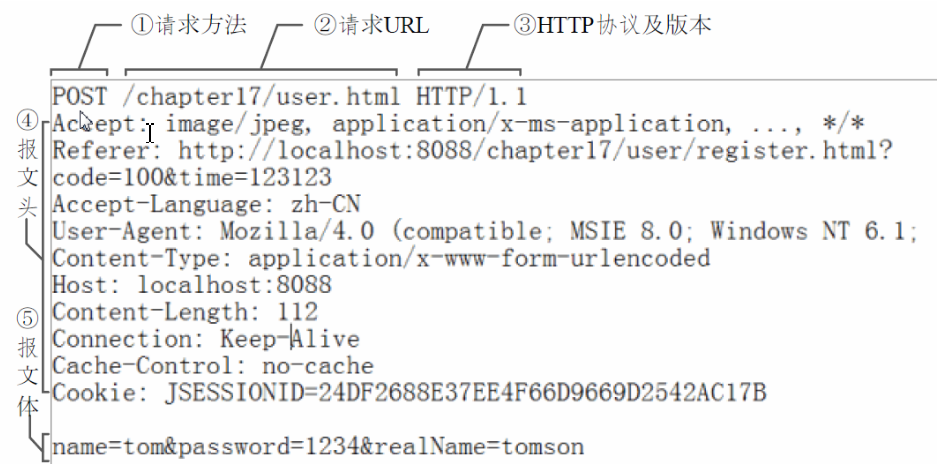 ①请求方法 ②请求URL ③HTTP协议及版本
POST /chapter17/user.html HTTP/1.1
④报文头
Accept: image/jpeg, application/x-ms-application, ..., */*
Referer: http://localhost:8088/chapter17/user/register.html?
code=100&time=123123
Accept-Language: zh-CN
User-Agent: Mozilla/4.0 (compatible; MSIE 8.0; Windows NT 6.1;
Content-Type: application/x-www-form-urlencoded
Host: localhost:8088
Content-Length: 112
Connection: Keep-Alive
Cache-Control: no-cache
Cookie: JSESSIONID=24DF2688E37EE4F66D9669D2542AC17B
⑤报文体
name=tom&password=1234&realName=tomson